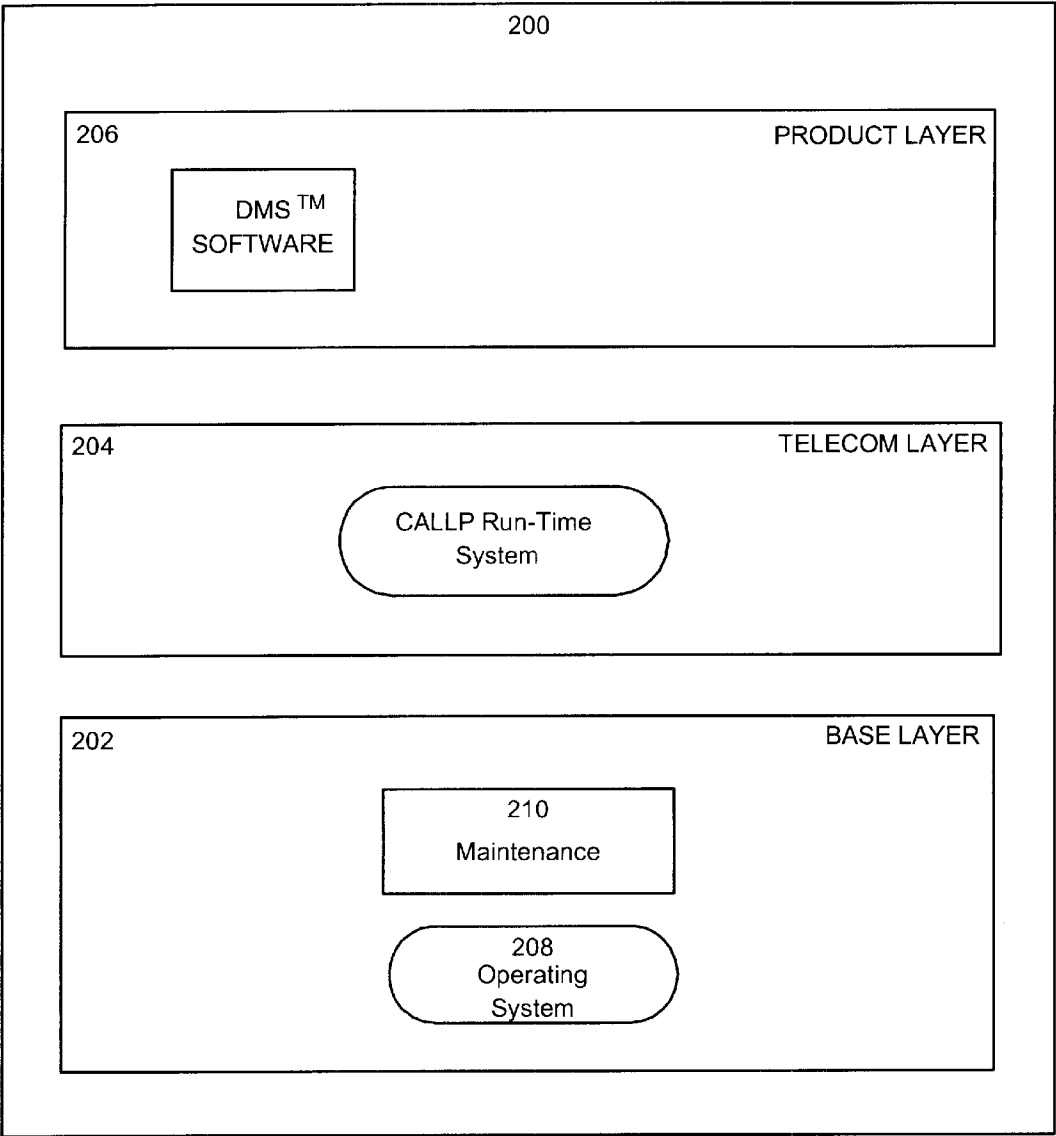 200
206
PRODUCT LAYER
DMS ™
SOFTWARE
204
TELECOM LAYER
CALLP Run-Time
System
202
BASE LAYER
210
Maintenance
208
Operating
System